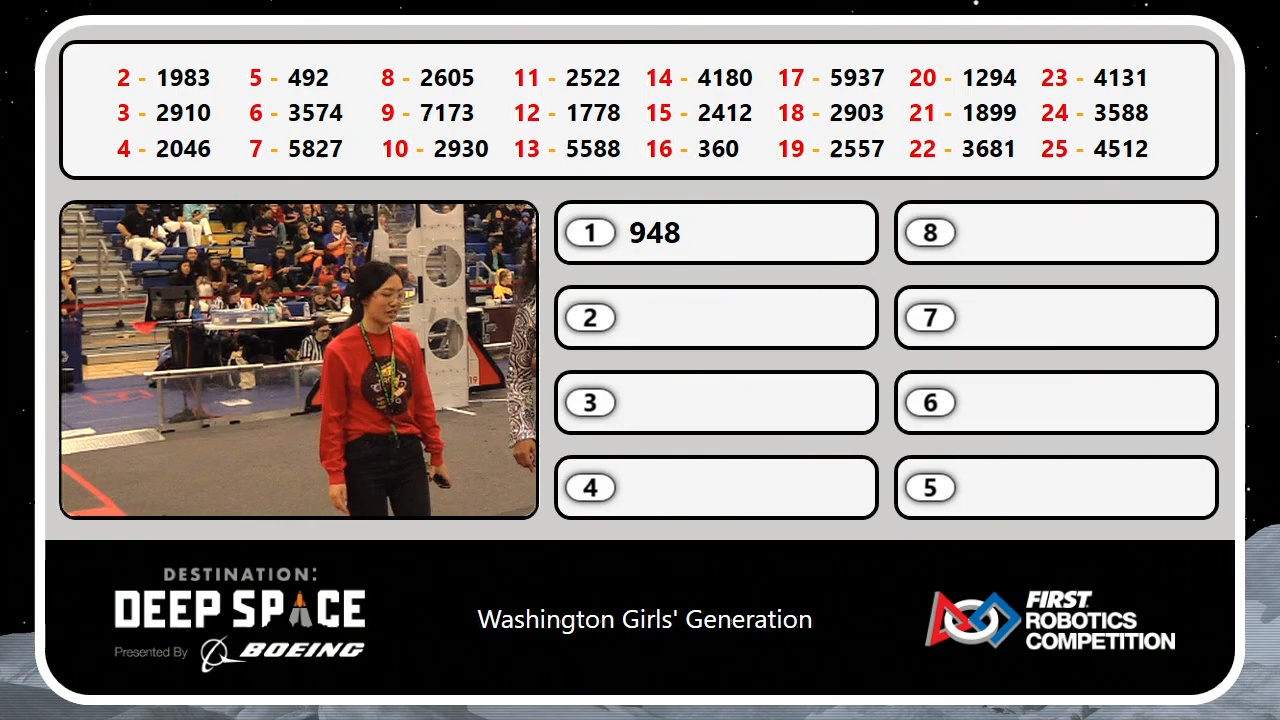 2 - 1983 5 - 492 8 - 2605 11 - 2522 14 - 4180 17 - 5937 20 - 1294 23 - 4131
3 - 2910 6 - 3574 9 - 7173 12 - 1778 15 - 2412 18 - 2903 21 - 1899 24 - 3588
4 - 2046 7 - 5827 10 - 2930 13 - 5588 16 - 360 19 - 2557 22 - 3681 25 - 4512
1 948
8
2
7
3
6
4
5
19
DESTINATION:
DEEP SPACE
Presented By BOEING
Washington Girls' Generation
FIRST
ROBOTICS
COMPETITION